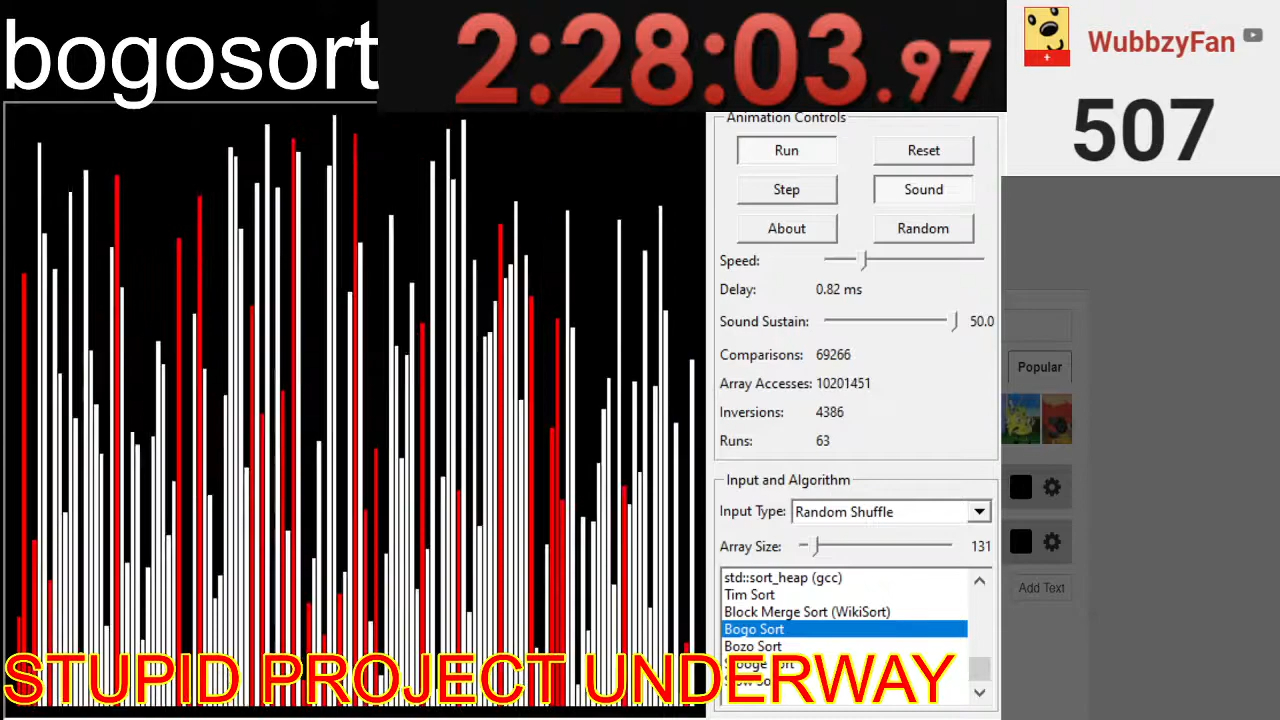 bogosort
2:28:03.97
WubbzyFan
507
Animation Controls
Run
Reset
Step
Sound
About
Random
Speed:
Delay: 0.82 ms
Sound Sustain: 50.0
Comparisons: 69266
Array Accesses: 10201451
Inversions: 4386
Runs: 63
Input and Algorithm
Input Type: Random Shuffle
Array Size: 131
std::sort_heap (gcc)
Tim Sort
Block Merge Sort (WikiSort)
Bogo Sort
Bozo Sort
STUPID PROJECT UNDERWAY
Popular
Add Text